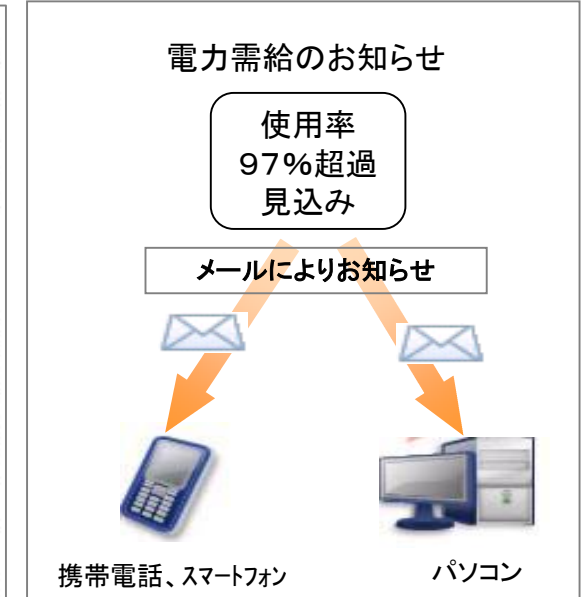 電力需給のお知らせ
使用率
97%超過
見込み
メールによりお知らせ
携帯電話、スマートフォン
パソコン